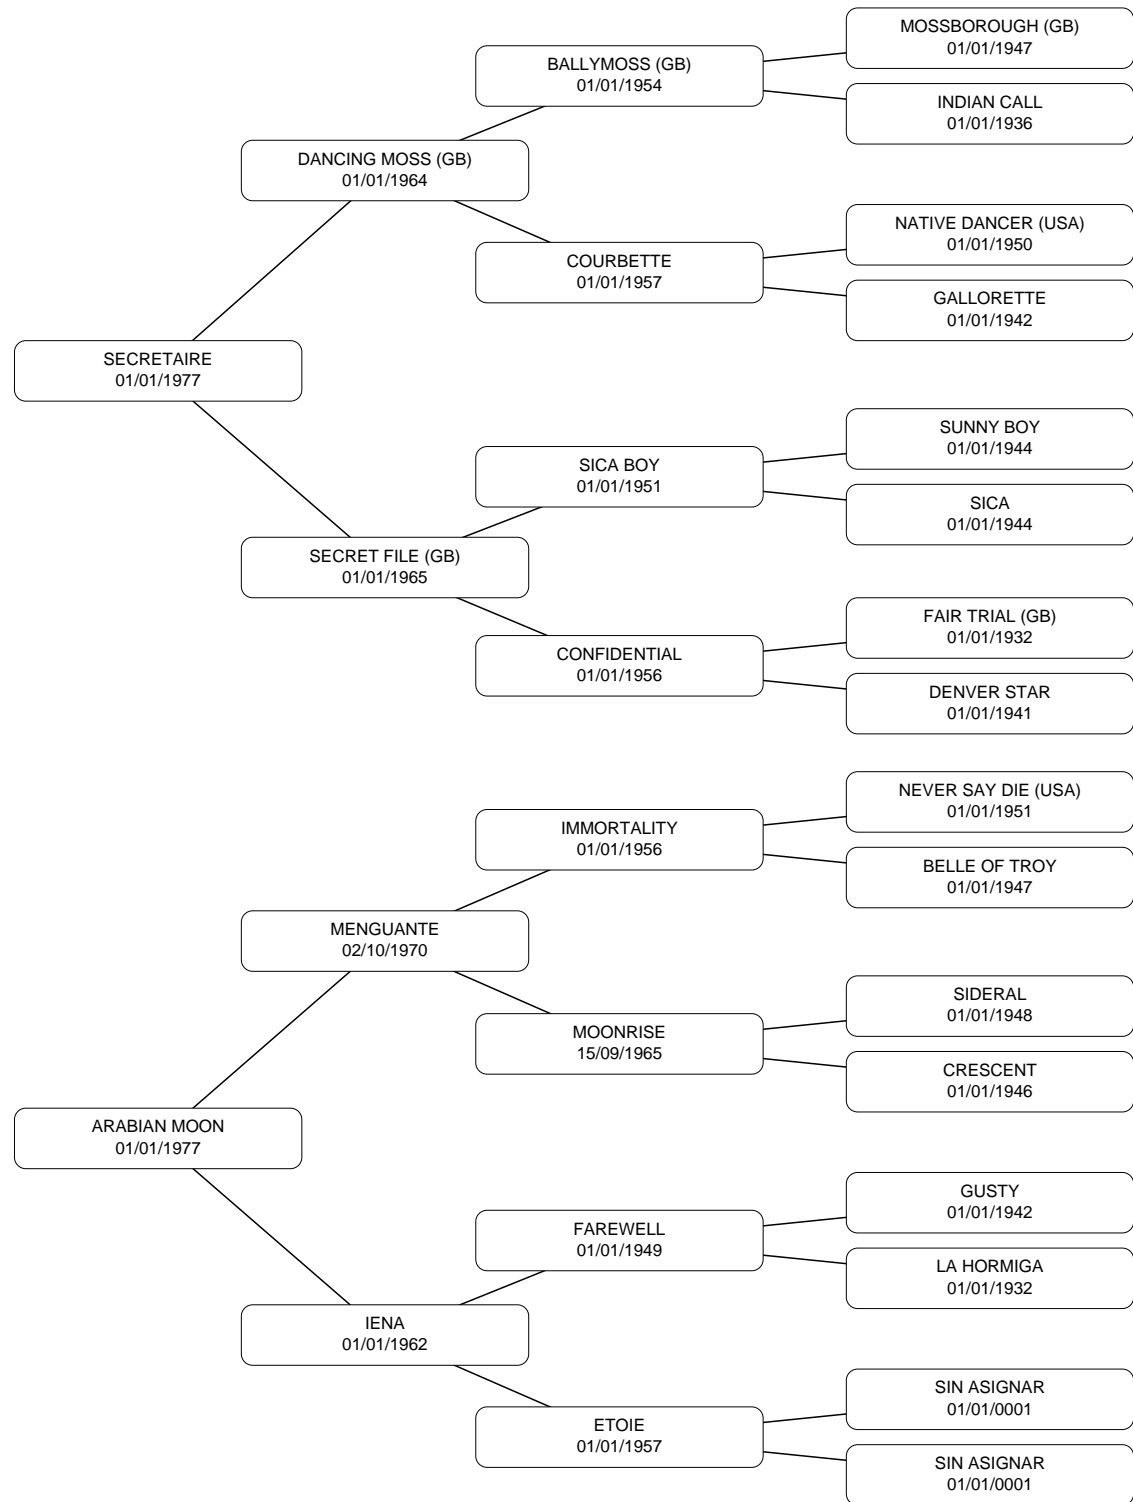 MOSSBOROUGH (GB)
01/01/1947
BALLYMOSS (GB)
01/01/1954
INDIAN CALL
01/01/1936
DANCING MOSS (GB)
01/01/1964
NATIVE DANCER (USA)
01/01/1950
COURBETTE
01/01/1957
GALLORETTE
01/01/1942
SECRETAIRE
01/01/1977
SUNNY BOY
01/01/1944
SICA BOY
01/01/1951
SICA
01/01/1944
SECRET FILE (GB)
01/01/1965
FAIR TRIAL (GB)
01/01/1932
CONFIDENTIAL
01/01/1956
DENVER STAR
01/01/1941
NEVER SAY DIE (USA)
01/01/1951
IMMORTALITY
01/01/1956
BELLE OF TROY
01/01/1947
MENGUANTE
02/10/1970
SIDERAL
01/01/1948
MOONRISE
15/09/1965
CRESCENT
01/01/1946
ARABIAN MOON
01/01/1977
GUSTY
01/01/1942
FAREWELL
01/01/1949
LA HORMIGA
01/01/1932
IENA
01/01/1962
SIN ASIGNAR
01/01/0001
ETOIE
01/01/1957
SIN ASIGNAR
01/01/0001